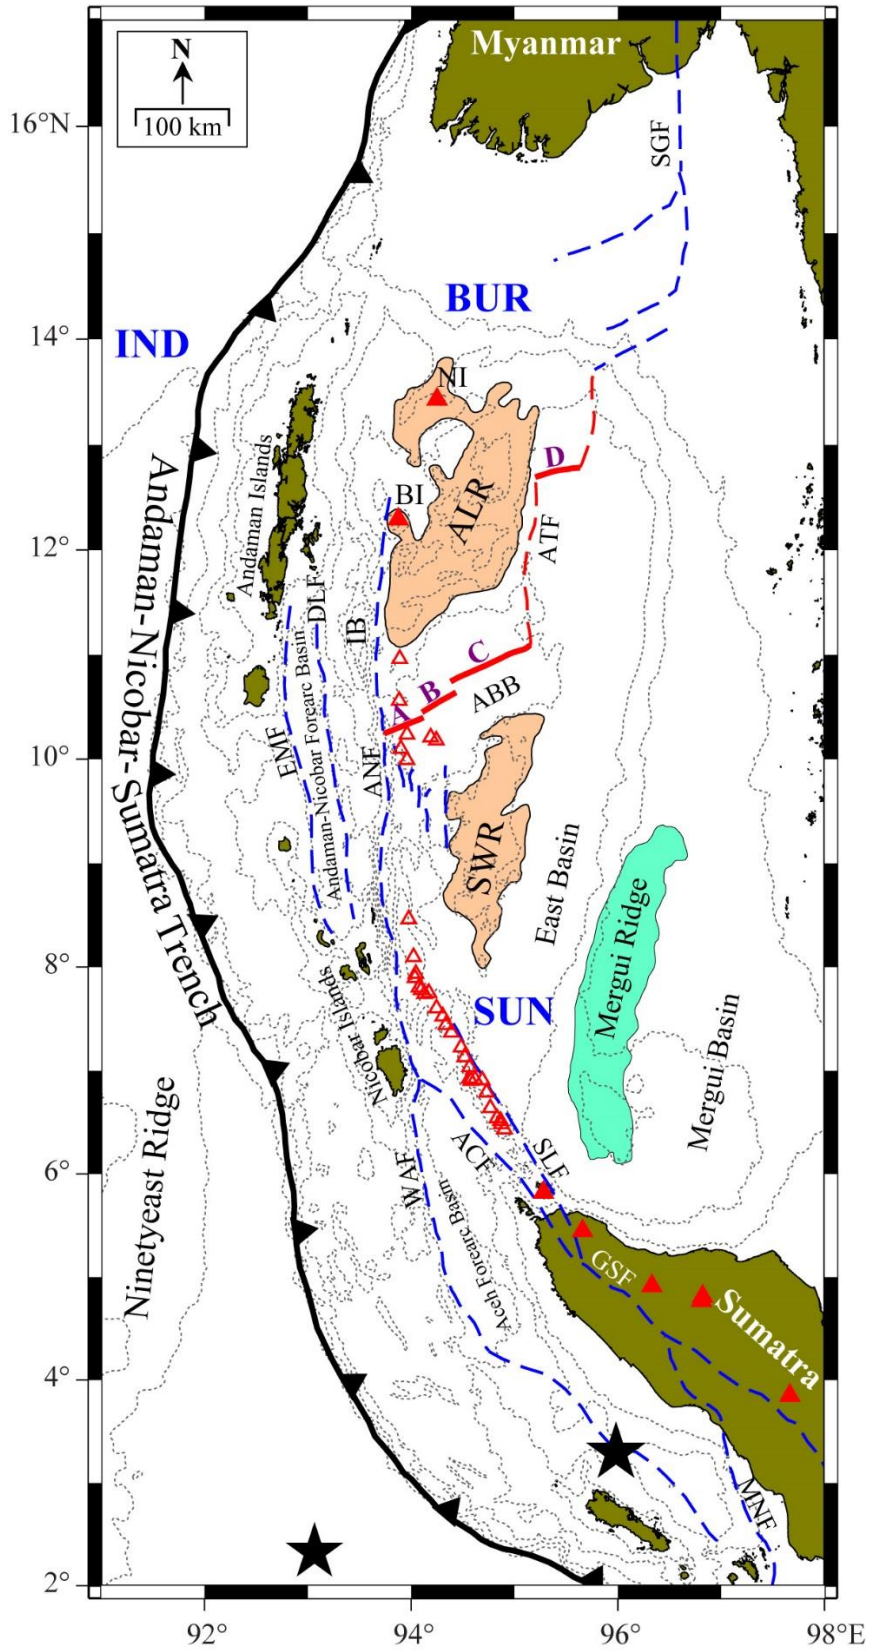 N
100 km
Myanmar
16°N
SGF
BUR
IND
14°
NI
D
BI
ALR
Andaman Islands
ATF
12°
DLF
IB
C
B
A
ABB
Andaman-Nicobar-Sumatra Trench
EMF
Andaman-Nicobar Forearc Basin
ANF
10°
SWR
East Basin
Mergui Ridge
8°
SUN
Nicobar Islands
Mergui Basin
Ninetyeast Ridge
6°
ACF
SLF
WAF
Aceh Forearc Basin
GSF
Sumatra
4°
MNF
2°
92°
94°
96°
98°E